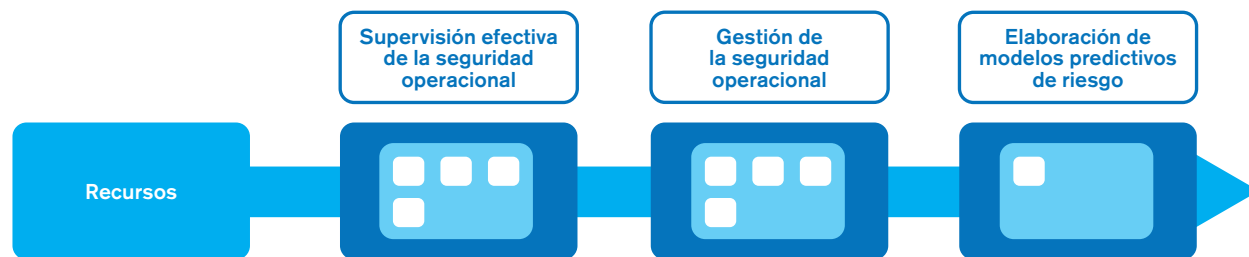 Supervisión efectiva
de la seguridad
operacional
Gestión de
la seguridad
operacional
Elaboración de
modelos predictivos
de riesgo
Recursos